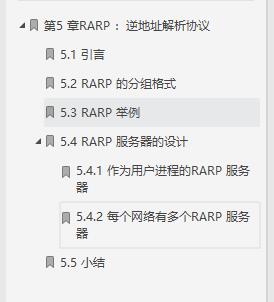 第5 章RARP ：逆地址解析协议
5.1 引言
5.2 RARP 的分组格式
5.3 RARP 举例
5.4 RARP 服务器的设计
5.4.1 作为用户进程的RARP 服务
器
5.4.2 每个网络有多个RARP 服务
器
5.5 小结